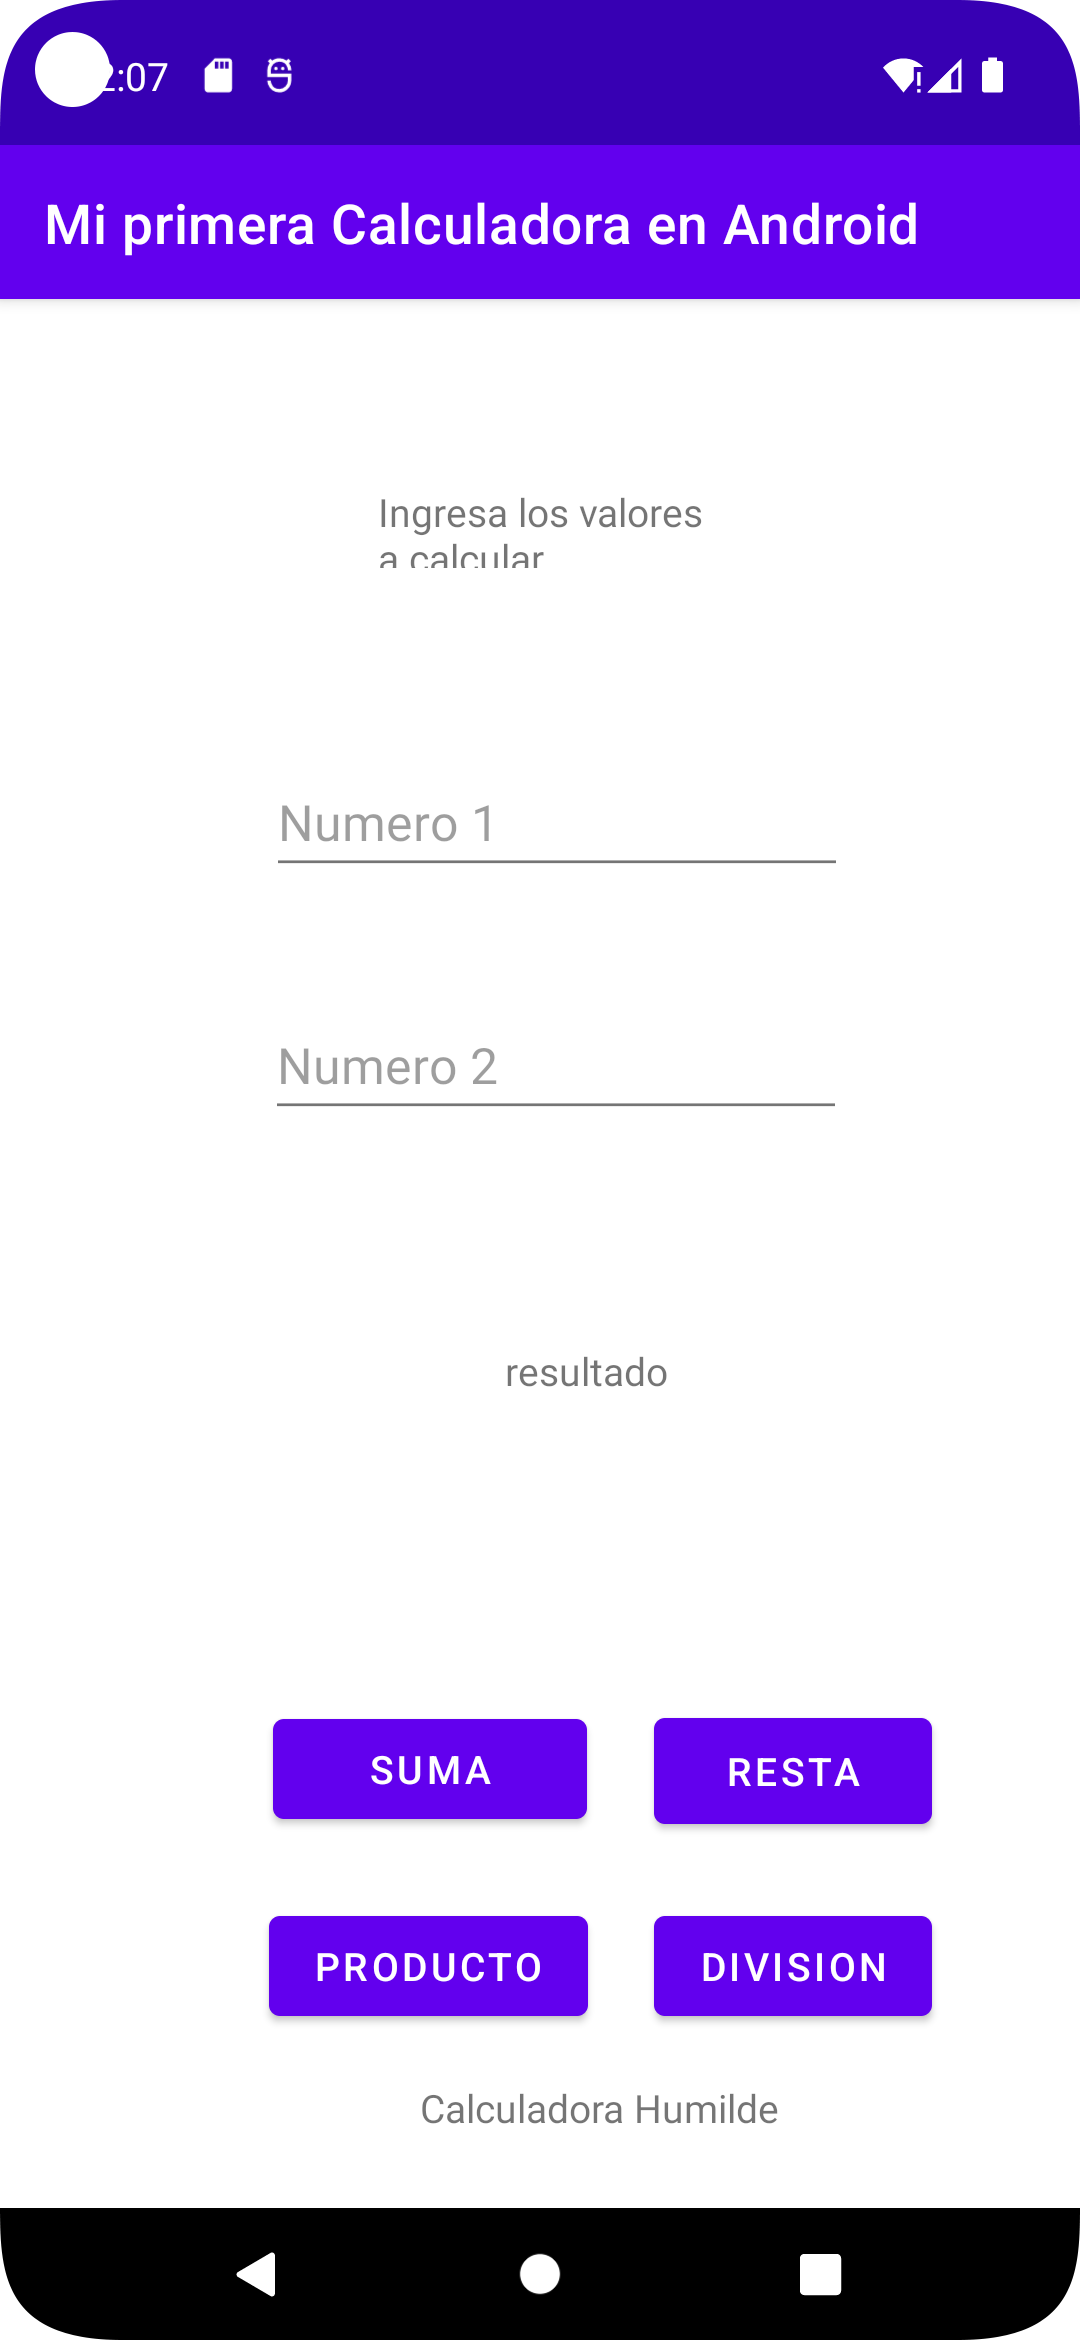 :07
Mi primera Calculadora en Android
Ingresa los valores
a calcular
Numero 1
Numero 2
resultado
SUMA
RESTA
PRODUCTO
DIVISION
Calculadora Humilde